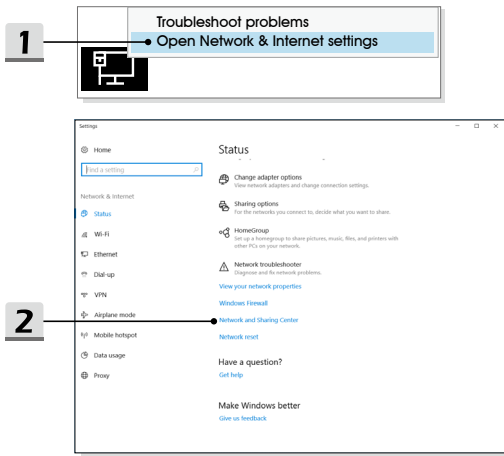 1
Troubleshoot problems
Open Network & Internet settings
Settings
Home
Find a setting
Network & Internet
Status
Wi-Fi
Ethernet
Dial-up
VPN
Airplane mode
Mobile hotspot
Data usage
Proxy
Status
Change adapter options
View network adapters and change connection settings.
Sharing options
For the networks you connect to, decide what you want to share.
HomeGroup
Set up a homegroup to share pictures, music, files, and printers with
other PCs on your network.
Network troubleshooter
Diagnose and fix network problems.
View your network properties
Windows Firewall
2
Network and Sharing Center
Network reset
Have a question?
Get help
Make Windows better
Give us feedback